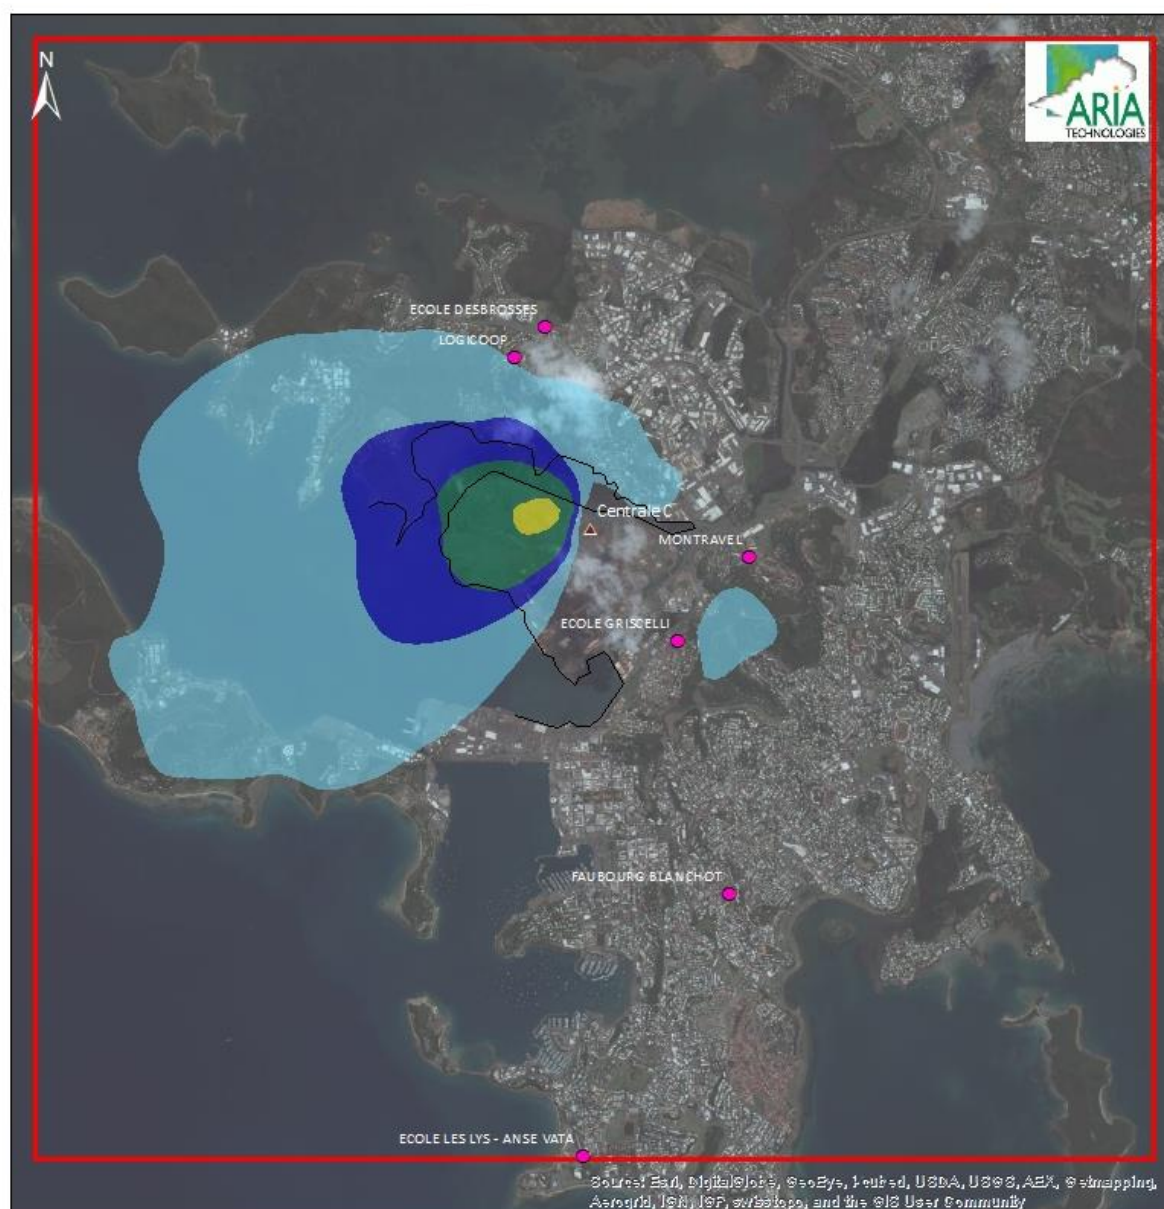 N
ARIA
TECHNOLOGIES
ECOLE DESBROSSES
LOGICOOP
Centrale C
MONTRAVEL
ECOLE GRISCELLI
FAUBOURG BLANCHOT
ECOLE LES LYS - ANSE VATA
Source: Esri, DigitalGlobe, GeoEye, i-cubed, USDA, USGS, AEX, Getmapping,
Aerogrid, IGN, IGP, swisstopo, and the GIS User Community